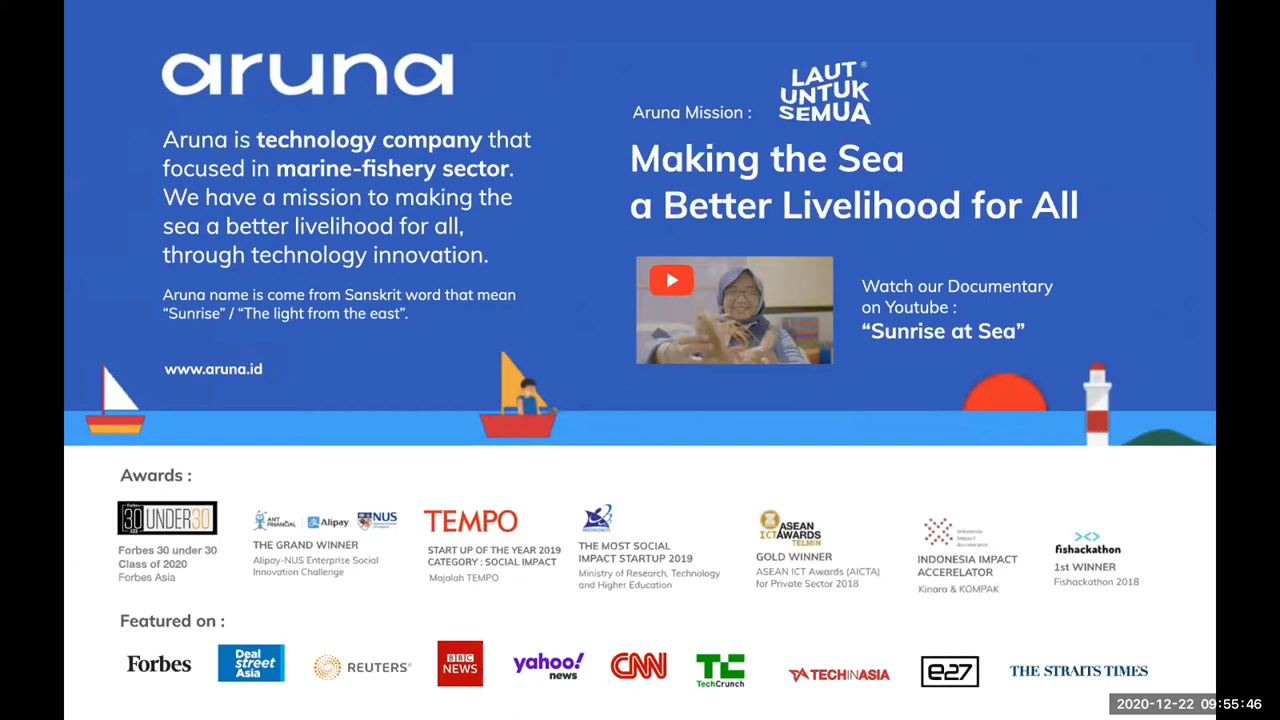 aruna
Aruna is technology company that
focused in marine-fishery sector.
We have a mission to making the
sea a better livelihood for all,
through technology innovation.
Aruna name is come from Sanskrit word that mean
“Sunrise” / “The light from the east”.
www.aruna.id
LAUT
UNTUK
SEMUA
Aruna Mission :
Making the Sea
a Better Livelihood for All
Watch our Documentary
on Youtube :
“Sunrise at Sea”
Awards :
30 UNDER 30
Forbes 30 under 30
Class of 2020
Forbes Asia
ANT FINANCIAL | Alipay NUS
THE GRAND WINNER
Alipay-NUS Enterprise Social
Innovation Challenge
TEMPO
START UP OF THE YEAR 2019
CATEGORY : SOCIAL IMPACT
Majalah TEMPO
THE MOST SOCIAL
IMPACT STARTUP 2019
Ministry of Research, Technology
and Higher Education
ASEAN
ICTAWARDS
TELMIN
GOLD WINNER
ASEAN ICT Awards (AICTA)
for Private Sector 2018
Indonesia
Impact
Accelerator
INDONESIA IMPACT
ACCERELATOR
Kinara & KOMPAK
fishackathon
1st WINNER
Fishackathon 2018
Featured on :
Forbes
Deal
street
Asia
REUTERS
BBC
NEWS
yahoo!
news
CNN
TC
TechCrunch
TECHINASIA
e27
THE STRAITS TIMES
2020-12-22 09:55:46